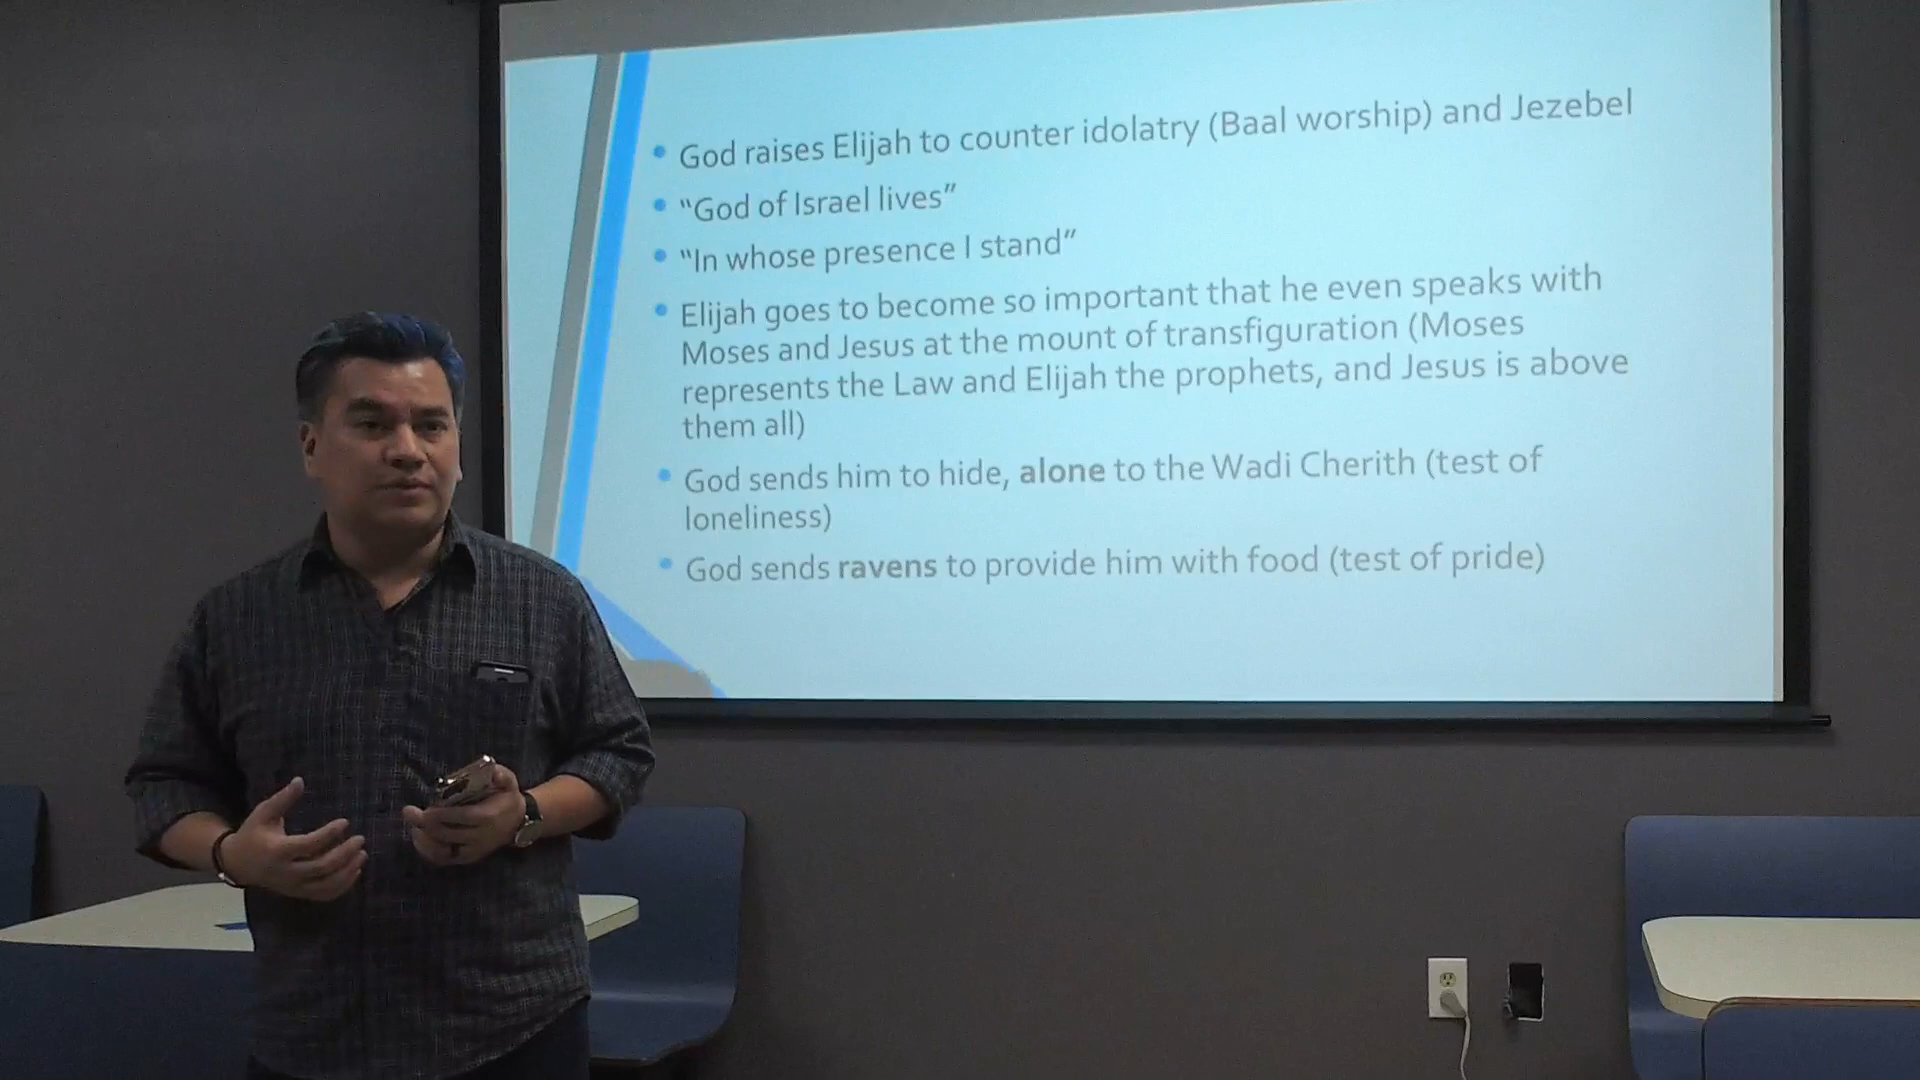 • God raises Elijah to counter idolatry (Baal worship) and Jezebel
• “God of Israel lives”
• “In whose presence I stand”
• Elijah goes to become so important that he even speaks with
Moses and Jesus at the mount of transfiguration (Moses
represents the Law and Elijah the prophets, and Jesus is above
them all)
• God sends him to hide, alone to the Wadi Cherith (test of
loneliness)
• God sends ravens to provide him with food (test of pride)